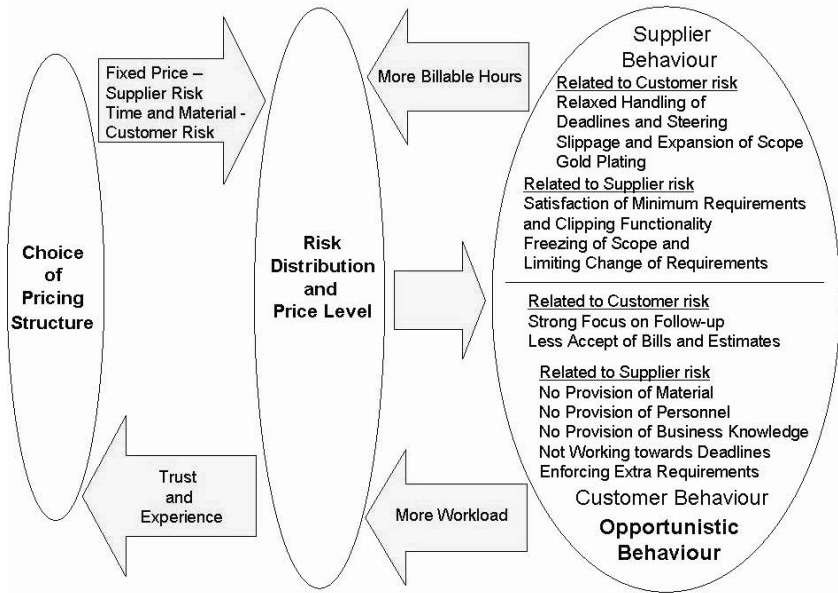 Choice
of
Pricing
Structure
Fixed Price –
Supplier Risk
Time and Material -
Customer Risk
Trust
and
Experience
Risk
Distribution
and
Price Level
More Billable Hours
More Workload
Supplier
Behaviour
Related to Customer risk
Relaxed Handling of
Deadlines and Steering
Slippage and Expansion of Scope
Gold Plating
Related to Supplier risk
Satisfaction of Minimum Requirements
and Clipping Functionality
Freezing of Scope and
Limiting Change of Requirements
Related to Customer risk
Strong Focus on Follow-up
Less Accept of Bills and Estimates
Related to Supplier risk
No Provision of Material
No Provision of Personnel
No Provision of Business Knowledge
Not Working towards Deadlines
Enforcing Extra Requirements
Customer Behaviour
Opportunistic
Behaviour